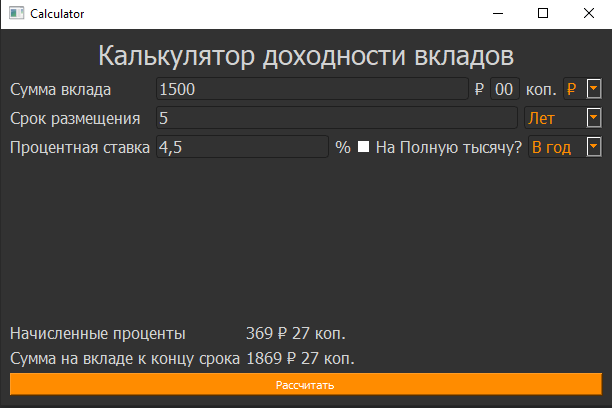 Calculator
Калькулятор доходности вкладов
Сумма вклада 1500 ₽ 00 коп. ₽
Срок размещения 5 Лет
Процентная ставка 4,5 % На Полную тысячу? В год
Начисленные проценты 369 ₽ 27 коп.
Сумма на вкладе к концу срока 1869 ₽ 27 коп.
Рассчитать